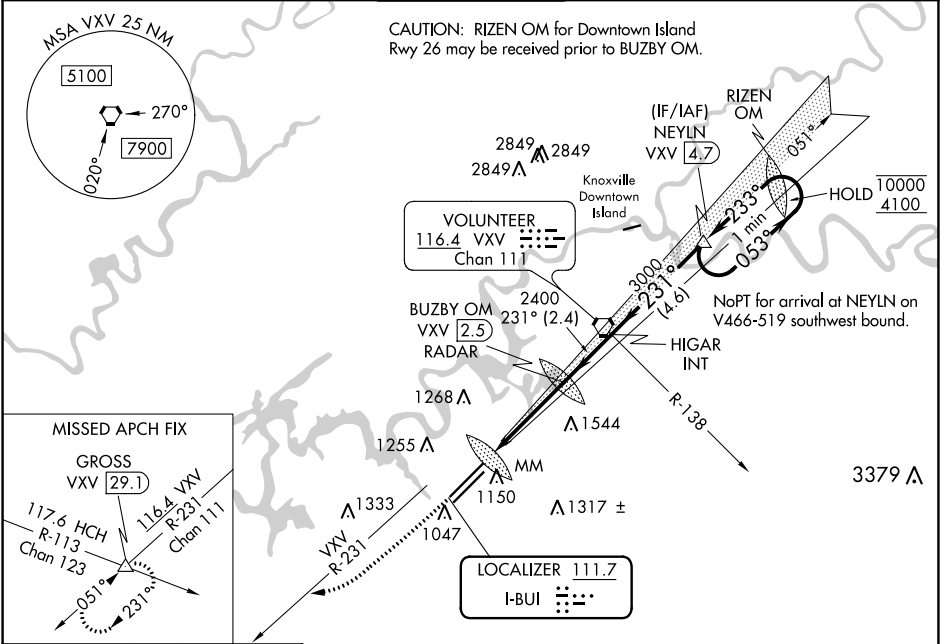 MSA VXV 25 NM
5100
270°
7900
020°
CAUTION: RIZEN OM for Downtown Island
Rwy 26 may be received prior to BUZBY OM.
RIZEN
OM
(IF/IAF)
NEYLN
VXV 4.7
051°
2849
2849
2849
Knoxville
Downtown
Island
HOLD
10000
4100
233°
1 min
053°
VOLUNTEER
116.4 VXV
Chan 111
3000
231°
(4.6)
NoPT for arrival at NEYLN on
V466-519 southwest bound.
2400
231° (2.4)
BUZBY OM
VXV 2.5
RADAR
HIGAR
INT
R-138
1268
1544
1255
MM
1150
3379
1333
1047
1317 ±
VXV
R-231
LOCALIZER 111.7
I-BUI
MISSED APCH FIX
GROSS
VXV 29.1
117.6 HCH
R-113
Chan 123
116.4 VXV
R-231
Chan 111
051°
231°